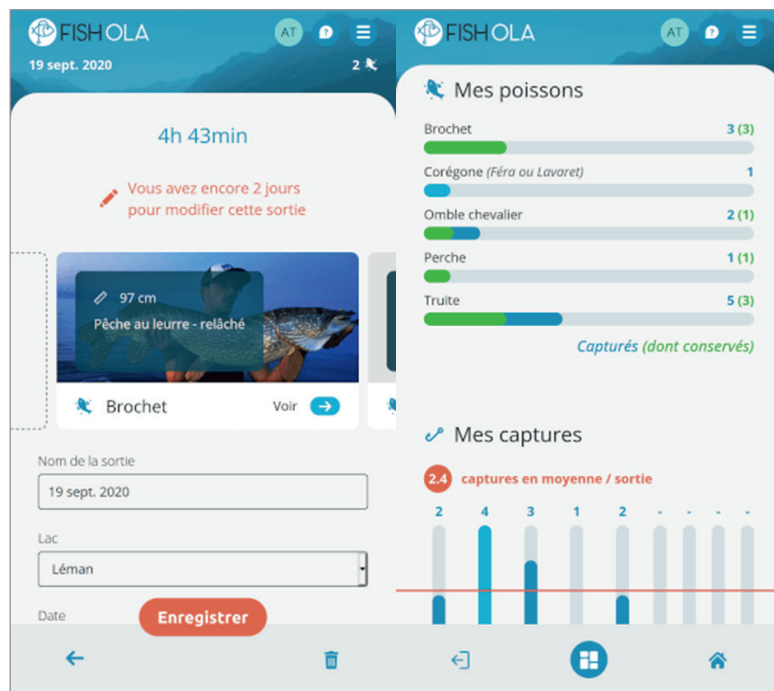 FISHOLA
AT
?
19 sept. 2020
2
4h 43min
Vous avez encore 2 jours
pour modifier cette sortie
97 cm
Pêche au leurre - relâché
Brochet
Voir
Nom de la sortie
19 sept. 2020
Lac
Léman
Date
Enregistrer
FISHOLA
AT
?
Mes poissons
Brochet
3 (3)
Corégone (Féra ou Lavaret)
1
Omble chevalier
2 (1)
Perche
1 (1)
Truite
5 (3)
Capturés (dont conservés)
Mes captures
2.4 captures en moyenne / sortie
2 4 3 1 2 - - - -